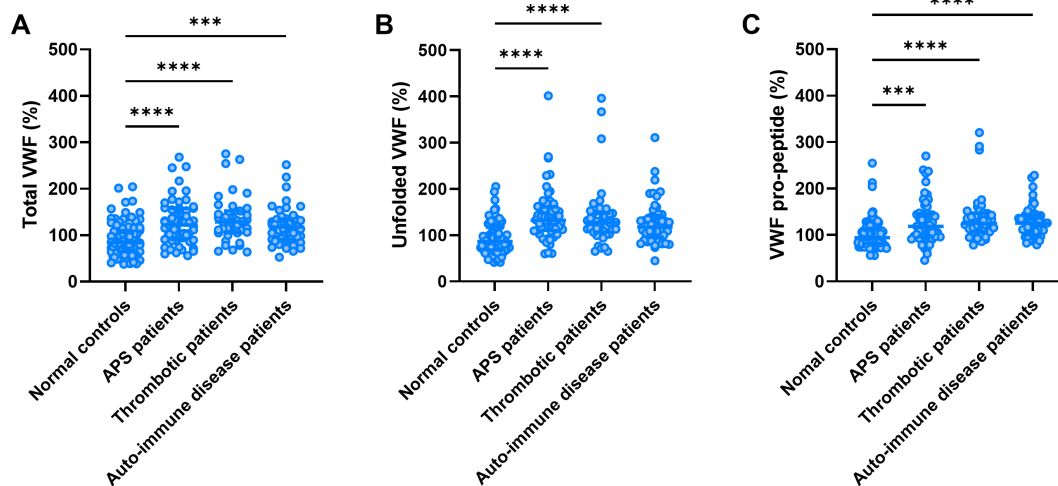 A
Total VWF (%)
500
400
300
200
100
0
***
****
****
Normal controls
APS patients
Thrombotic patients
Auto-immune disease patients
B
Unfolded VWF (%)
500
400
300
200
100
0
****
****
Normal controls
APS patients
Thrombotic patients
Auto-immune disease patients
C
VWF pro-peptide (%)
500
400
300
200
100
0
****
****
***
Normal controls
APS patients
Thrombotic patients
Auto-immune disease patients